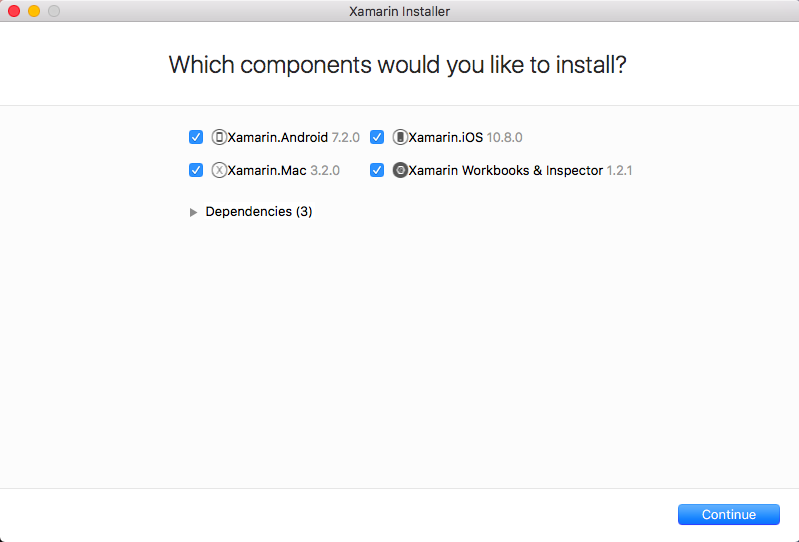 Xamarin Installer
Which components would you like to install?
Xamarin.Android 7.2.0 Xamarin.iOS 10.8.0
Xamarin.Mac 3.2.0 Xamarin Workbooks & Inspector 1.2.1
Dependencies (3)
Continue